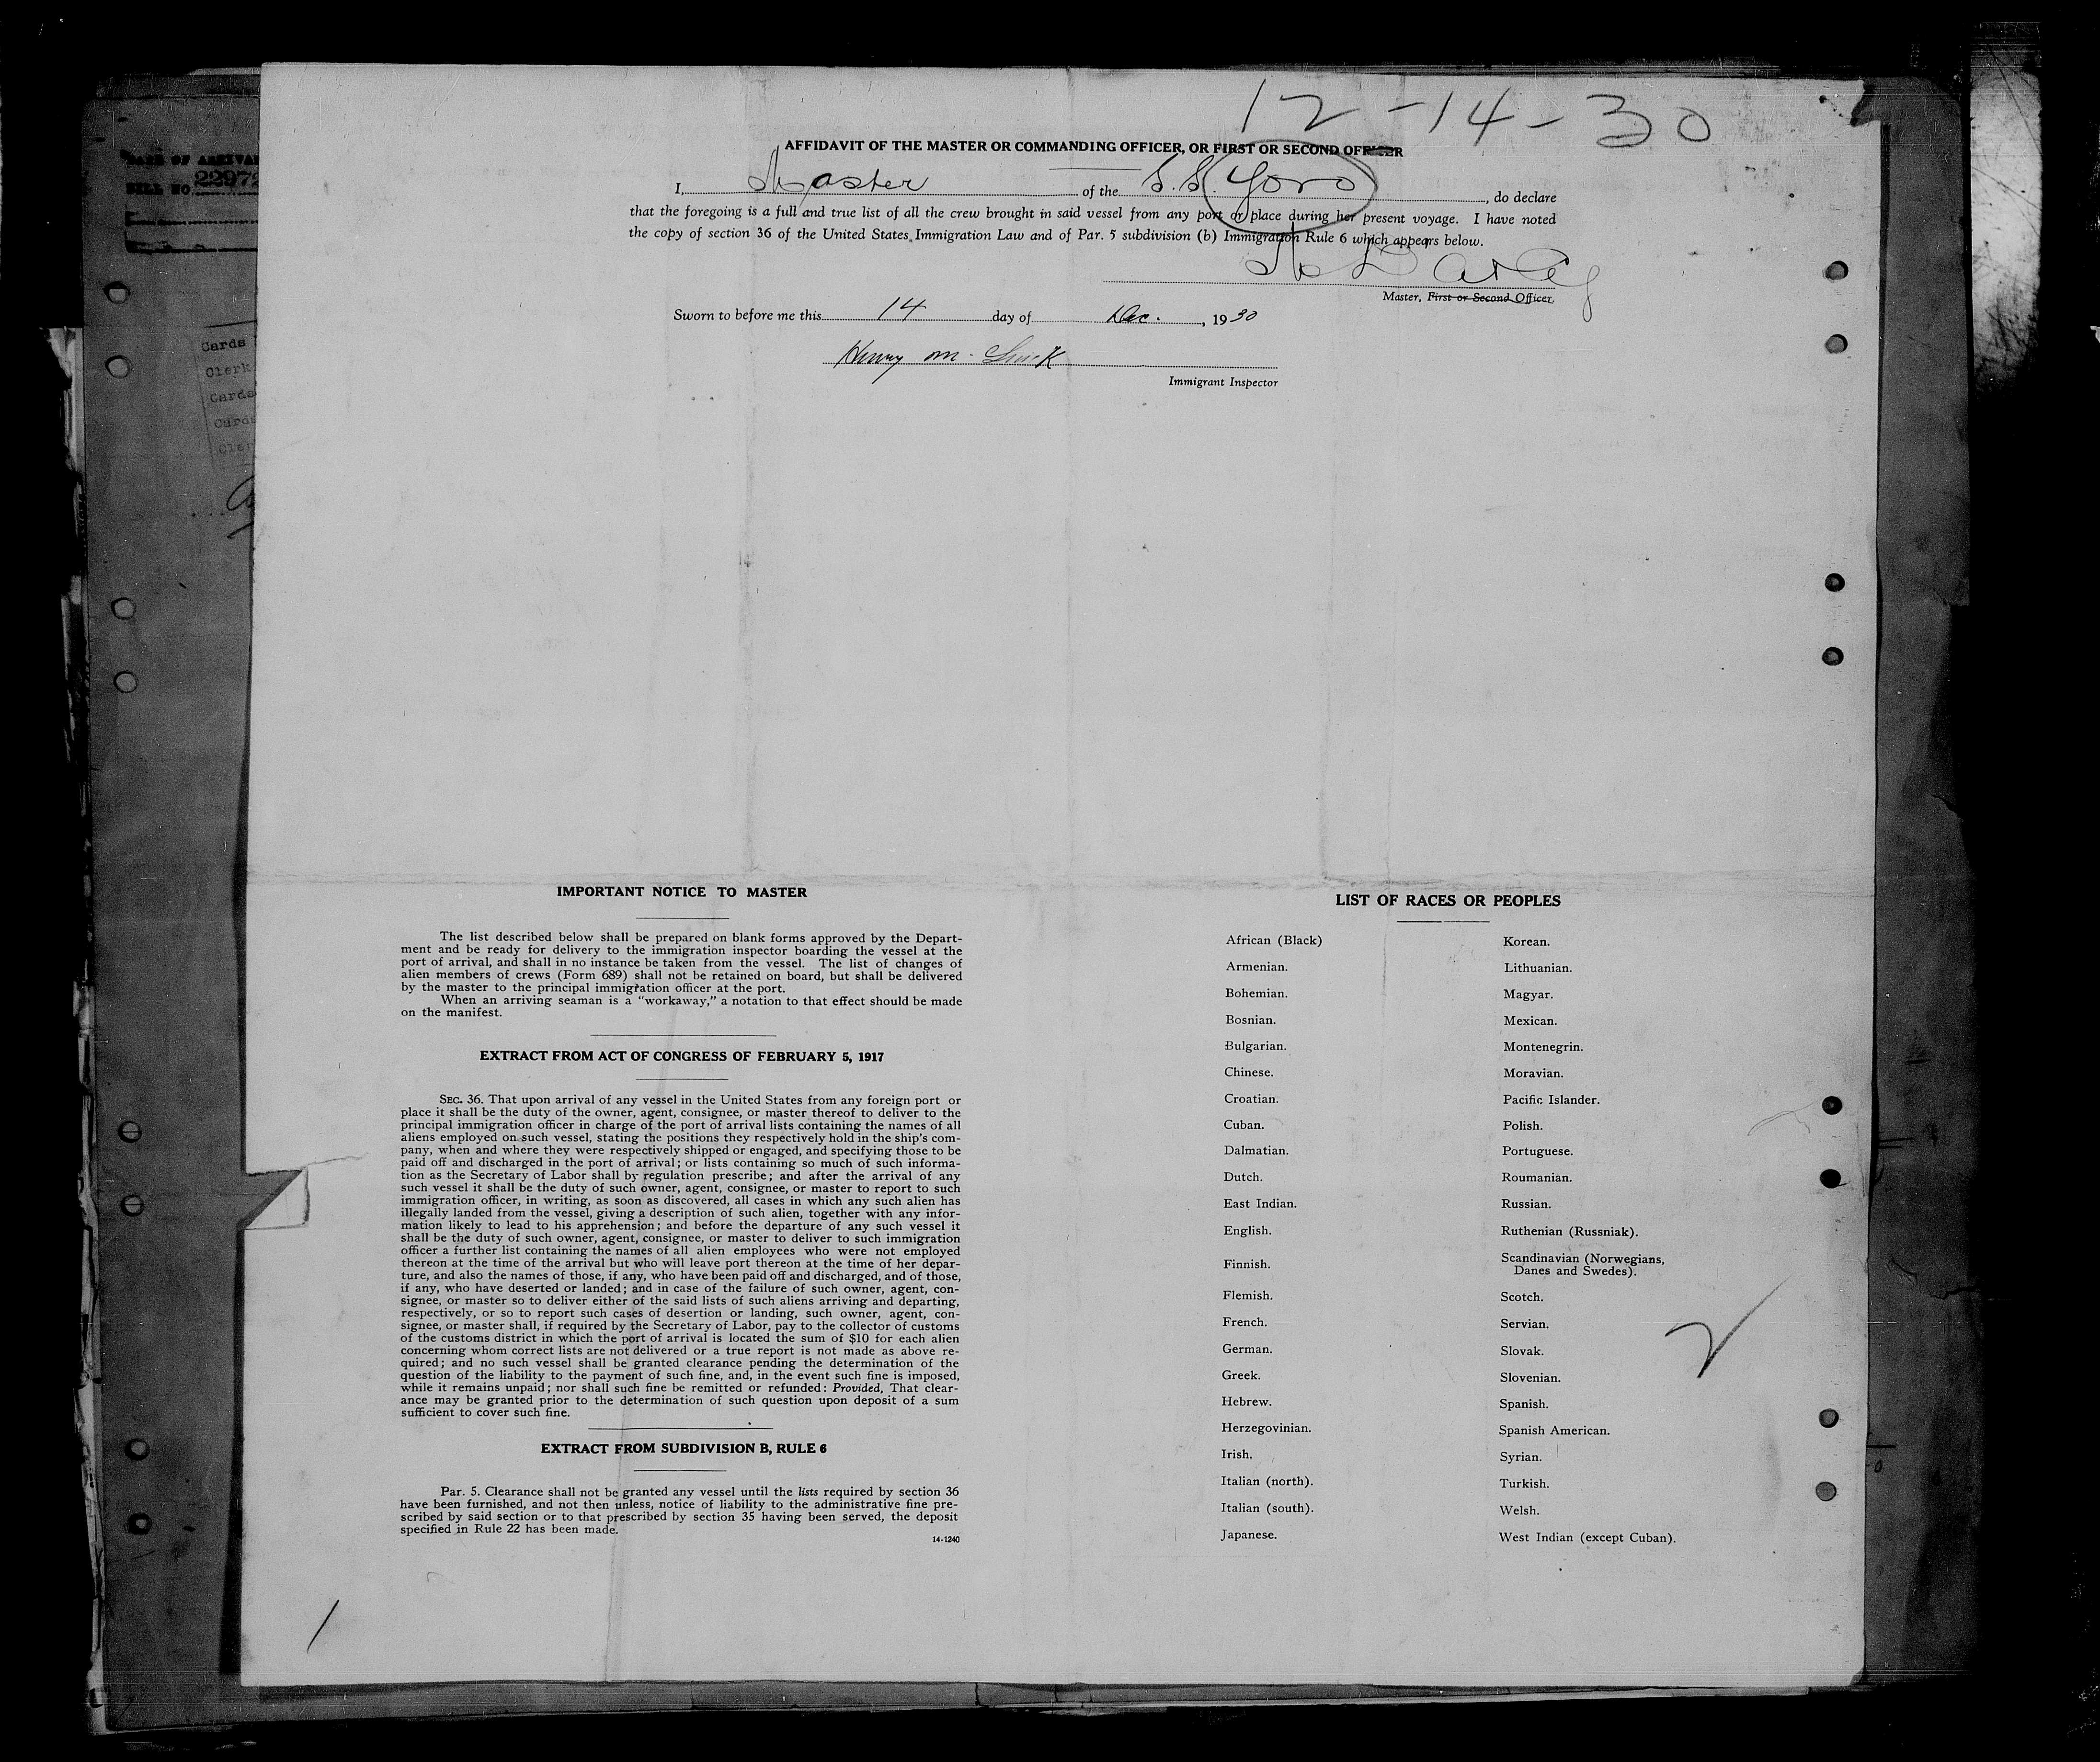 12-14-30
AFFIDAVIT OF THE MASTER OR COMMANDING OFFICER, OR FIRST OR SECOND OFFICER
I, Master of the S.S. Yoro, do declare
that the foregoing is a full and true list of all the crew brought in said vessel from any port or place during her present voyage. I have noted
the copy of section 36 of the United States Immigration Law and of Par. 5 subdivision (b) Immigration Rule 6 which appears below.
Master, First or Second Officer
Sworn to before me this 14 day of Dec., 1930
Henry M.
Immigrant Inspector
BILL NO. 22972
Cards
Clerk
Cards
Cards
Cler
IMPORTANT NOTICE TO MASTER
The list described below shall be prepared on blank forms approved by the Depart-
ment and be ready for delivery to the immigration inspector boarding the vessel at the
port of arrival, and shall in no instance be taken from the vessel. The list of changes of
alien members of crews (Form 689) shall not be retained on board, but shall be delivered
by the master to the principal immigration officer at the port.
When an arriving seaman is a "workaway," a notation to that effect should be made
on the manifest.
EXTRACT FROM ACT OF CONGRESS OF FEBRUARY 5, 1917
SEC. 36. That upon arrival of any vessel in the United States from any foreign port or
place it shall be the duty of the owner, agent, consignee, or master thereof to deliver to the
principal immigration officer in charge of the port of arrival lists containing the names of all
aliens employed on such vessel, stating the positions they respectively hold in the ship's com-
pany, when and where they were respectively shipped or engaged, and specifying those to be
paid off and discharged in the port of arrival; or lists containing so much of such informa-
tion as the Secretary of Labor shall by regulation prescribe; and after the arrival of any
such vessel it shall be the duty of such owner, agent, consignee, or master to report to such
immigration officer, in writing, as soon as discovered, all cases in which any such alien has
illegally landed from the vessel, giving a description of such alien, together with any infor-
mation likely to lead to his apprehension; and before the departure of any such vessel it
shall be the duty of such owner, agent, consignee, or master to deliver to such immigration
officer a further list containing the names of all alien employees who were not employed
thereon at the time of the arrival but who will leave port thereon at the time of her depar-
ture, and also the names of those, if any, who have been paid off and discharged, and of those,
if any, who have deserted or landed; and in case of the failure of such owner, agent, con-
signee, or master so to deliver either of the said lists of such aliens arriving and departing,
respectively, or so to report such cases of desertion or landing, such owner, agent, con-
signee, or master shall, if required by the Secretary of Labor, pay to the collector of customs
of the customs district in which the port of arrival is located the sum of $10 for each alien
concerning whom correct lists are not delivered or a true report is not made as above re-
quired; and no such vessel shall be granted clearance pending the determination of the
question of the liability to the payment of such fine, and, in the event such fine is imposed,
while it remains unpaid; nor shall such fine be remitted or refunded: Provided, That clear-
ance may be granted prior to the determination of such question upon deposit of a sum
sufficient to cover such fine.
EXTRACT FROM SUBDIVISION B, RULE 6
Par. 5. Clearance shall not be granted any vessel until the lists required by section 36
have been furnished, and not then unless, notice of liability to the administrative fine pre-
scribed by said section or to that prescribed by section 35 having been served, the deposit
specified in Rule 22 has been made.
14-1240
LIST OF RACES OR PEOPLES
African (Black)
Armenian.
Bohemian.
Bosnian.
Bulgarian.
Chinese.
Croatian.
Cuban.
Dalmatian.
Dutch.
East Indian.
English.
Finnish.
Flemish.
French.
German.
Greek.
Hebrew.
Herzegovinian.
Irish.
Italian (north).
Italian (south).
Japanese.
Korean.
Lithuanian.
Magyar.
Mexican.
Montenegrin.
Moravian.
Pacific Islander.
Polish.
Portuguese.
Roumanian.
Russian.
Ruthenian (Russniak).
Scandinavian (Norwegians,
Danes and Swedes).
Scotch.
Servian.
Slovak.
Slovenian.
Spanish.
Spanish American.
Syrian.
Turkish.
Welsh.
West Indian (except Cuban).